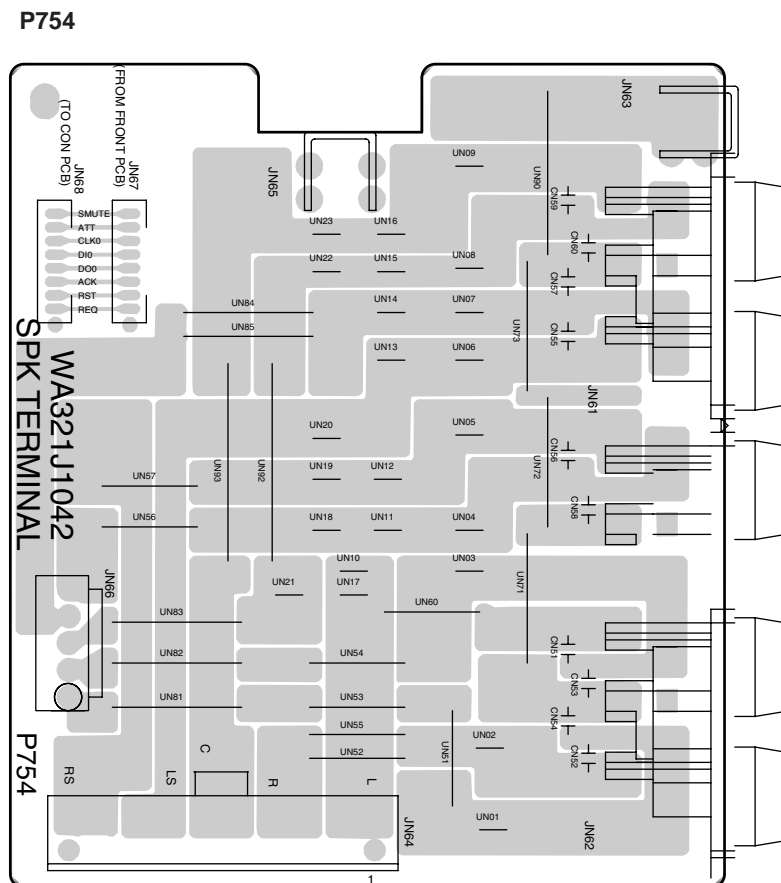 P754
(FROM FRONT PCB)
(TO CON PCB)
JN67
JN68
SMUTE
ATT
CLK0
DI0
DO0
ACK
RST
REQ
JN65
JN63
UN09
UN90
CN59
UN23
UN16
CN60
UN22
UN15
UN08
CN57
UN84
UN14
UN07
UN85
UN73
CN55
UN13
UN06
WA321J1042
SPK TERMINAL
JN61
UN20
UN05
UN93
UN92
CN56
UN57
UN19
UN12
UN72
CN58
UN56
UN18
UN11
UN04
UN10
UN03
JN66
UN21
UN17
UN71
UN60
UN83
CN51
UN82
UN54
CN53
UN81
UN53
CN54
UN55
UN51
UN02
UN52
CN52
P754
RS
LS
C
R
L
UN01
JN64
JN62
1